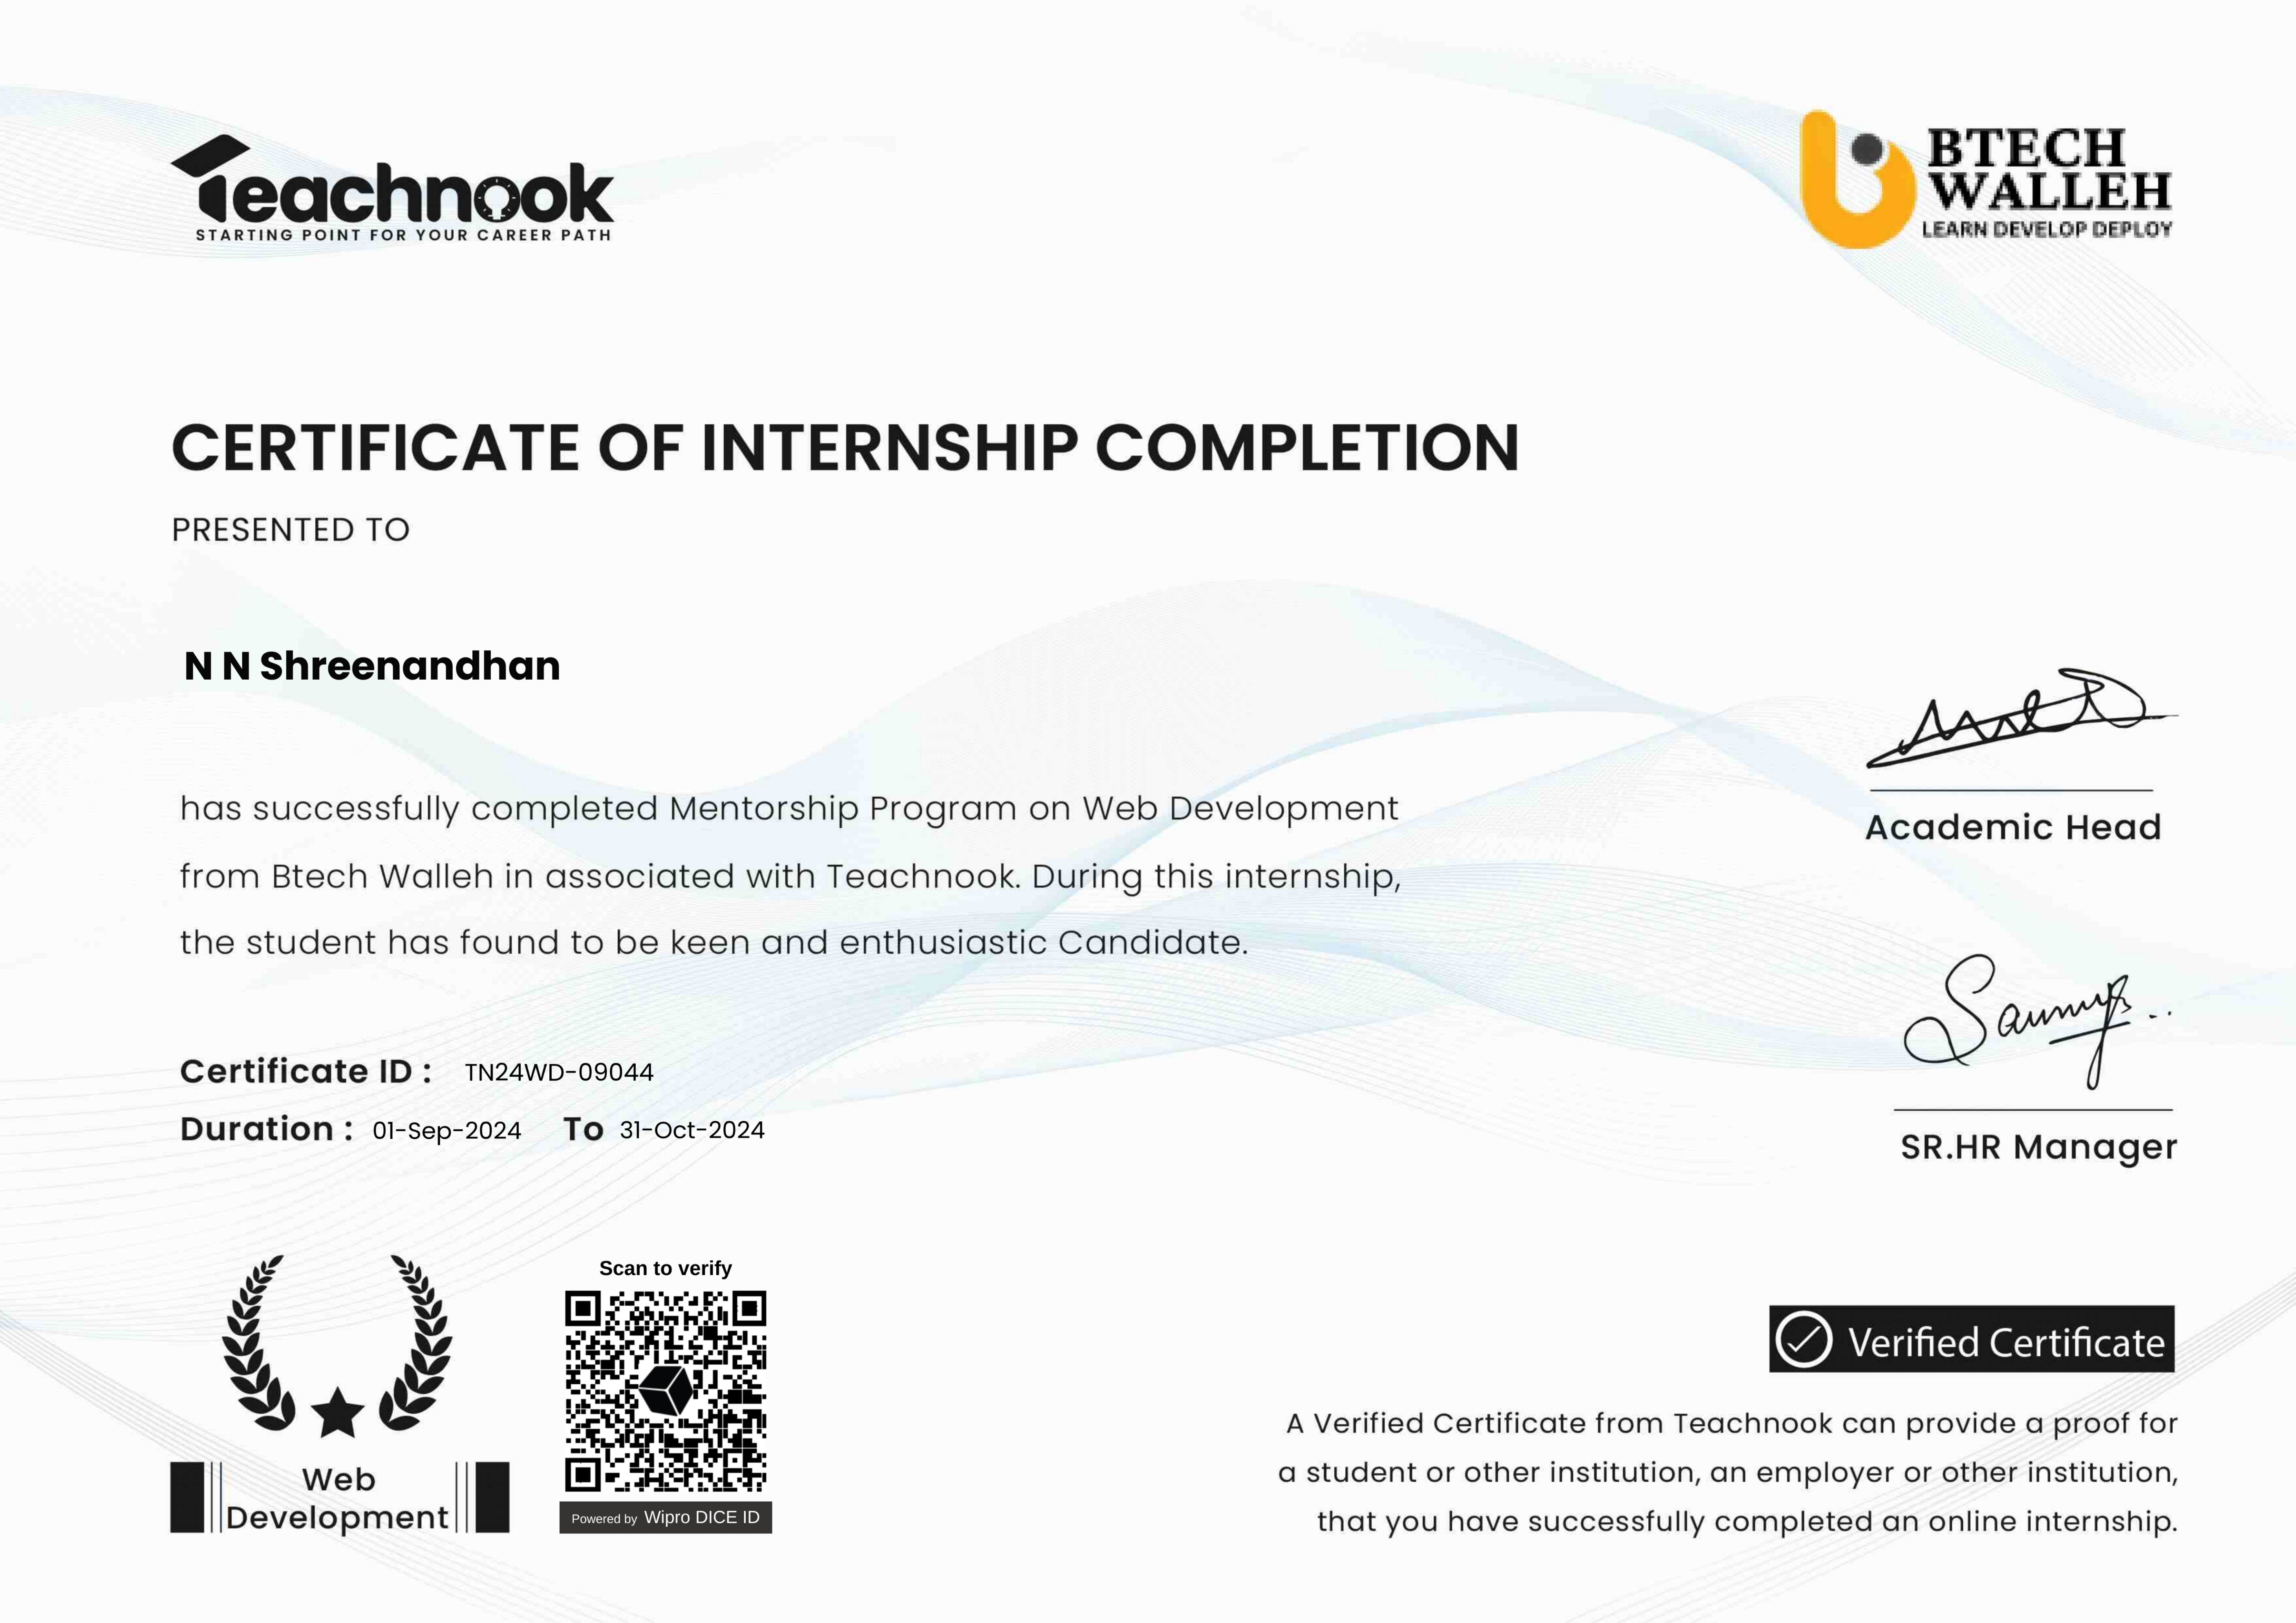 Teachnook
STARTING POINT FOR YOUR CAREER PATH
BTECH
WALLEH
LEARN DEVELOP DEPLOY
CERTIFICATE OF INTERNSHIP COMPLETION
PRESENTED TO
N N Shreenandhan
has successfully completed Mentorship Program on Web Development
from Btech Walleh in associated with Teachnook. During this internship,
the student has found to be keen and enthusiastic Candidate.
Academic Head
Certificate ID : TN24WD-09044
Duration : 01-Sep-2024 To 31-Oct-2024
SR.HR Manager
Web
Development
Scan to verify
Powered by Wipro DICE ID
Verified Certificate
A Verified Certificate from Teachnook can provide a proof for
a student or other institution, an employer or other institution,
that you have successfully completed an online internship.